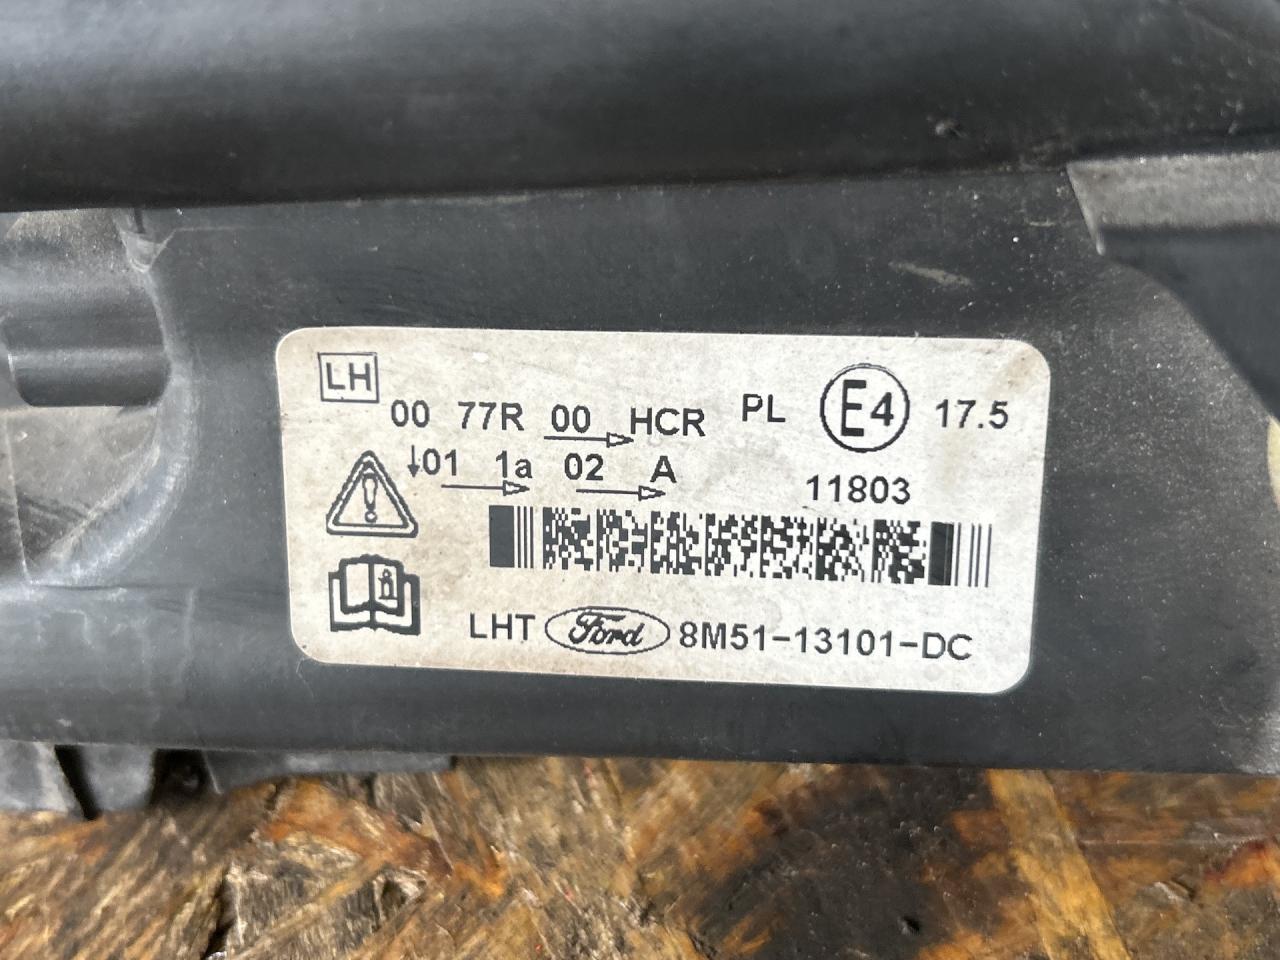 LH
00 77R 00 HCR PL E4 17.5
↓01 1a 02 A
11803
LHT Ford 8M51-13101-DC